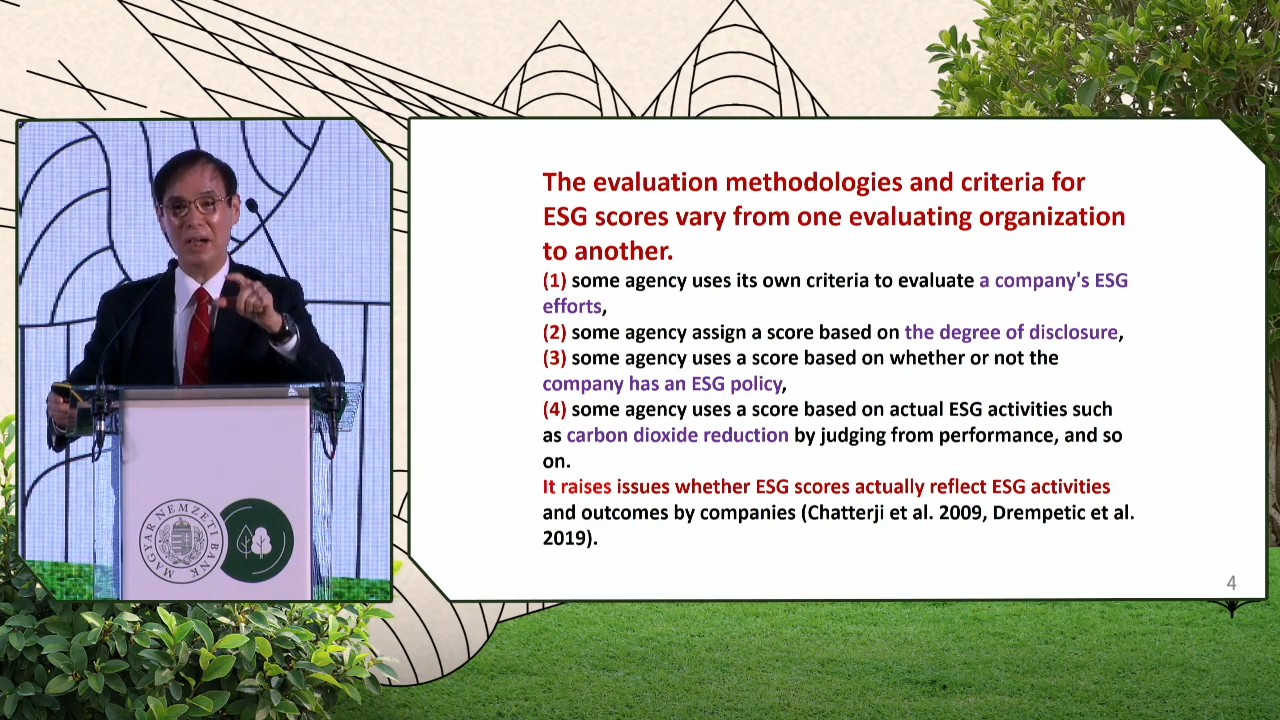 The evaluation methodologies and criteria for
ESG scores vary from one evaluating organization
to another.
(1) some agency uses its own criteria to evaluate a company's ESG
efforts,
(2) some agency assign a score based on the degree of disclosure,
(3) some agency uses a score based on whether or not the
company has an ESG policy,
(4) some agency uses a score based on actual ESG activities such
as carbon dioxide reduction by judging from performance, and so
on.
It raises issues whether ESG scores actually reflect ESG activities
and outcomes by companies (Chatterji et al. 2009, Drempetic et al.
2019).
4
MAGYAR NEMZETI BANK